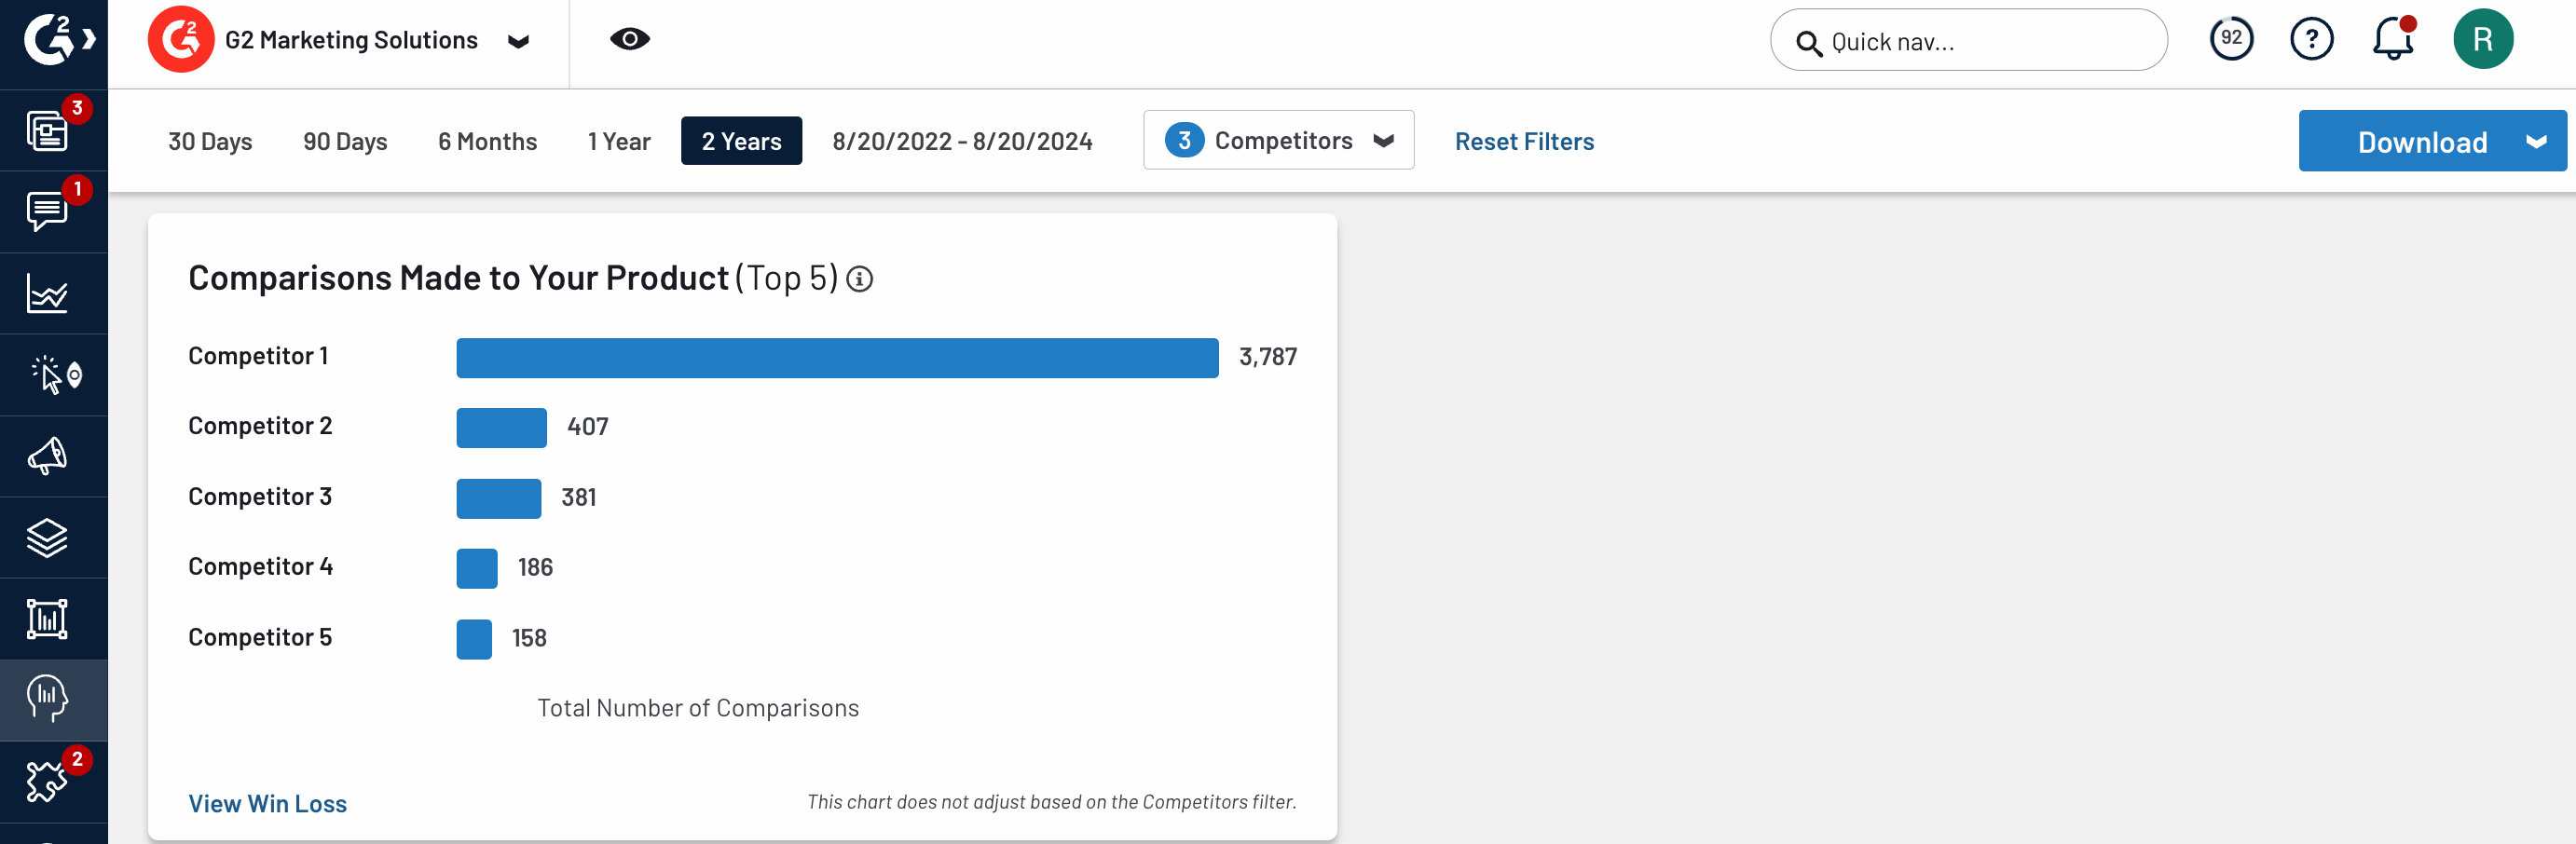 G2 Marketing Solutions
Quick nav...
92
?
R
3
1
2
30 Days
90 Days
6 Months
1 Year
2 Years
8/20/2022 - 8/20/2024
3 Competitors
Reset Filters
Download
Comparisons Made to Your Product (Top 5)
Competitor 1 3,787
Competitor 2 407
Competitor 3 381
Competitor 4 186
Competitor 5 158
Total Number of Comparisons
View Win Loss
This chart does not adjust based on the Competitors filter.